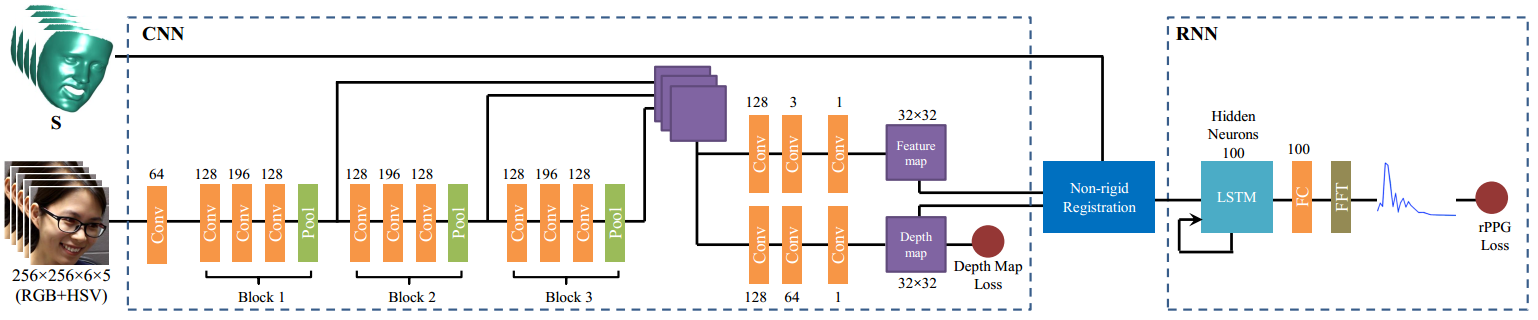 CNN
RNN
S
256×256×6×5
(RGB+HSV)
64
Conv
128 196 128
Conv Conv Conv Pool
Block 1
128 196 128
Conv Conv Conv Pool
Block 2
128 196 128
Conv Conv Conv Pool
Block 3
128 3 1
Conv Conv Conv
32×32
Feature
map
Conv Conv Conv
128 64 1
Depth
map
32×32
Depth Map
Loss
Non-rigid
Registration
Hidden
Neurons
100
LSTM
100
FC
FFT
rPPG
Loss